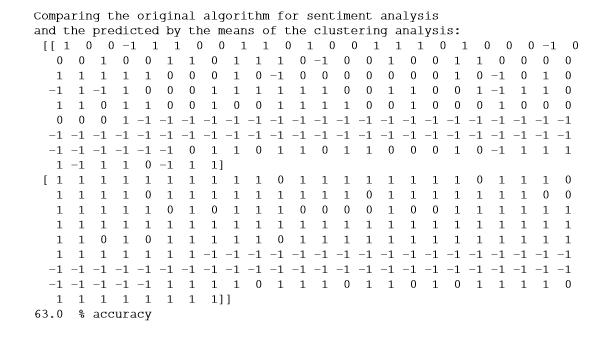 Comparing the original algorithm for sentiment analysis
and the predicted by the means of the clustering analysis:
[[ 1 0 0 -1 1 1 0 0 1 1 0 1 0 0 1 1 1 0 1 0 0 0 -1 0
0 0 1 0 0 1 1 0 1 1 1 0 -1 0 0 1 0 0 1 1 0 0 0 0
1 1 1 1 1 0 0 0 1 0 -1 0 0 0 0 0 0 0 1 0 -1 0 1 0
-1 1 -1 1 0 0 0 1 1 1 1 1 1 0 0 1 1 0 0 1 -1 1 1 0
1 1 0 1 1 0 0 1 0 0 1 1 1 1 0 0 1 0 0 0 1 0 0 0
0 0 0 1 -1 -1 -1 -1 -1 -1 -1 -1 -1 -1 -1 -1 -1 -1 -1 -1 -1 -1 -1 -1
-1 -1 -1 -1 -1 -1 -1 -1 -1 -1 -1 -1 -1 -1 -1 -1 -1 -1 -1 -1 -1 -1 -1 -1
-1 -1 -1 -1 -1 -1 0 1 1 0 1 1 0 1 1 0 0 0 1 0 -1 1 1 1
1 -1 1 1 0 -1 1 1]
[ 1 1 1 1 1 1 1 1 1 1 0 1 1 1 1 1 1 1 1 0 1 1 1 0
1 1 1 1 0 1 1 1 1 1 1 1 1 1 0 1 1 1 1 1 1 1 0 0
1 1 1 1 1 0 1 0 1 1 1 0 0 0 0 1 0 0 1 1 1 1 1 1
1 1 1 1 1 1 1 1 1 1 1 1 1 1 1 1 1 1 1 1 1 1 1 1
1 1 0 1 0 1 1 1 1 1 0 1 1 1 1 1 1 1 1 1 1 1 1 1
1 1 1 1 1 1 1 -1 -1 -1 -1 -1 -1 -1 -1 -1 -1 -1 -1 -1 -1 -1 -1 -1
-1 -1 -1 -1 -1 -1 -1 -1 -1 -1 -1 -1 -1 -1 -1 -1 -1 -1 -1 -1 -1 -1 -1 -1
-1 -1 -1 -1 -1 1 1 1 1 0 1 1 1 0 1 1 0 1 0 1 1 1 1 0
1 1 1 1 1 1 1 1]]
63.0 % accuracy